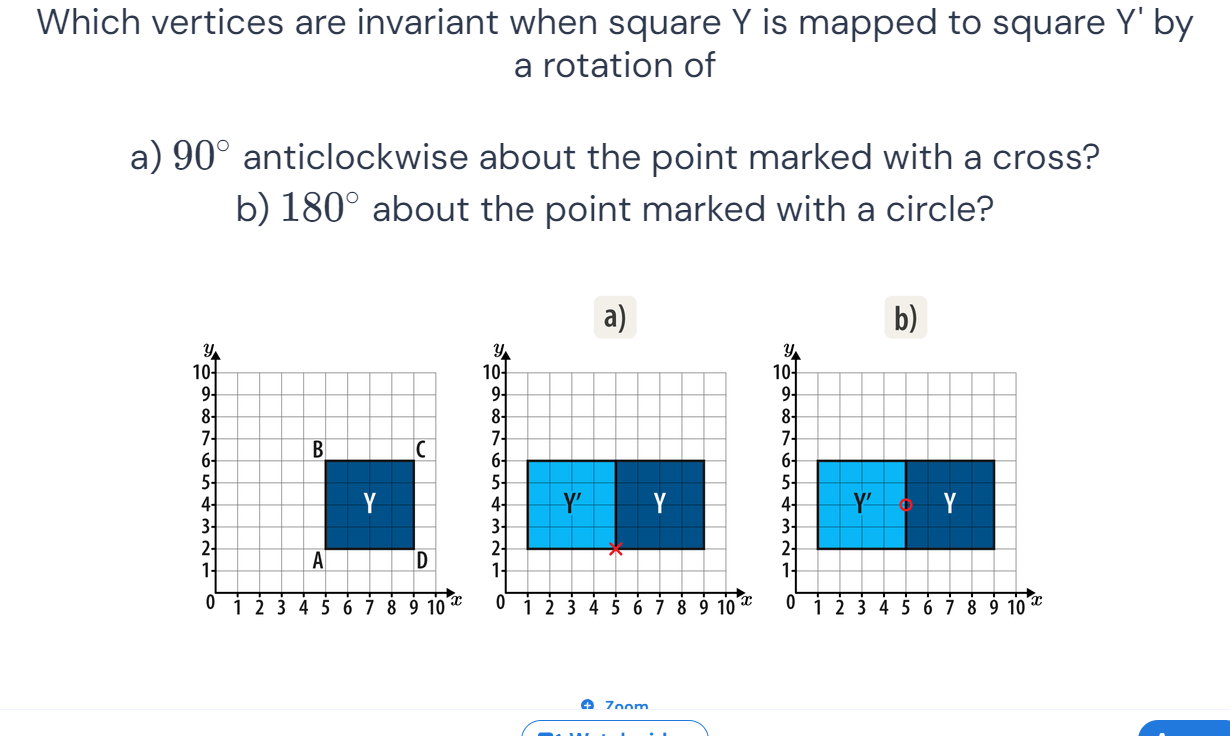 Which vertices are invariant when square Y is mapped to square Y' by
a rotation of
a) 90° anticlockwise about the point marked with a cross?
b) 180° about the point marked with a circle?
a)
b)
y
10
9
8
7
6
5
4
3
2
1
0 1 2 3 4 5 6 7 8 9 10 x
B C
Y
A D
y
10
9
8
7
6
5
4
3
2
1
0 1 2 3 4 5 6 7 8 9 10 x
Y′ Y
y
10
9
8
7
6
5
4
3
2
1
0 1 2 3 4 5 6 7 8 9 10 x
Y′ Y
Zoom